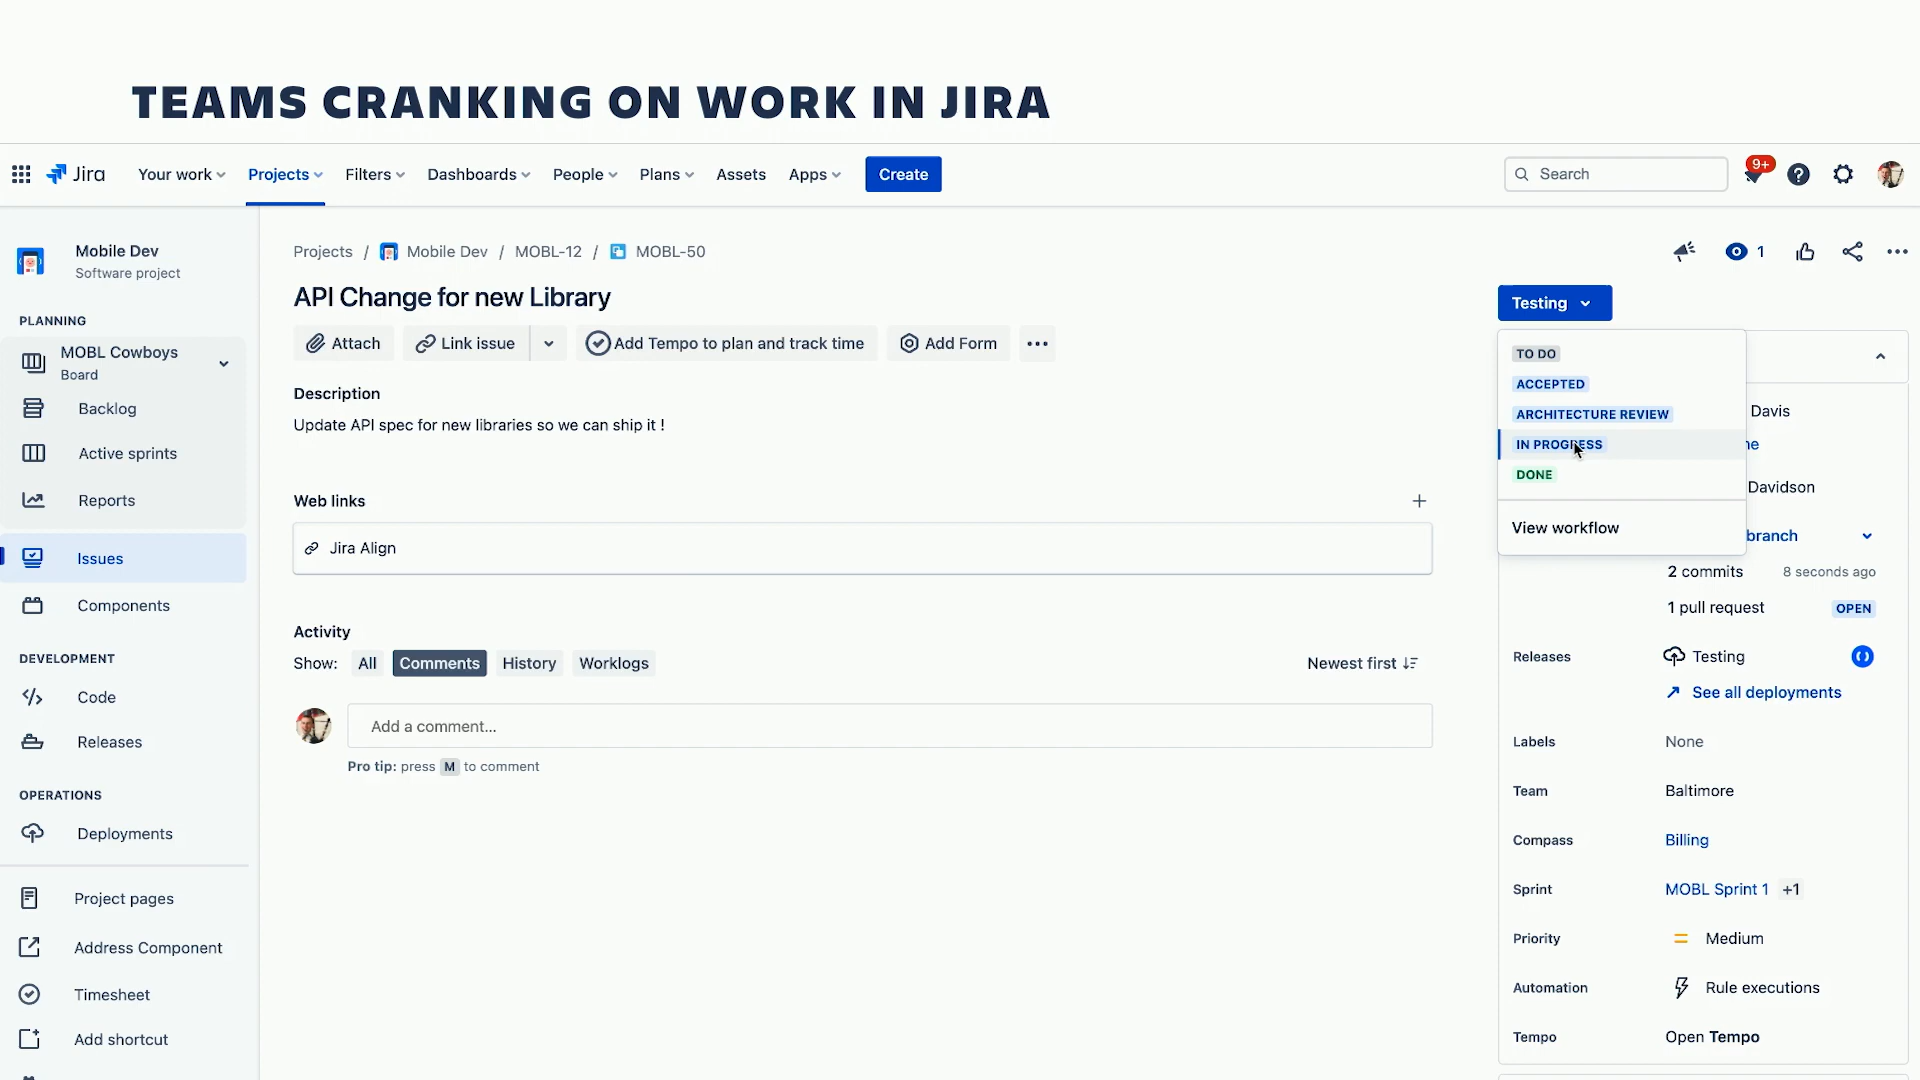 TEAMS CRANKING ON WORK IN JIRA
Jira Your work Projects Filters Dashboards People Plans Assets Apps Create Search 9+
Mobile Dev
Software project
PLANNING
MOBL Cowboys
Board
Backlog
Active sprints
Reports
Issues
Components
DEVELOPMENT
Code
Releases
OPERATIONS
Deployments
Project pages
Address Component
Timesheet
Add shortcut
Projects / Mobile Dev / MOBL-12 / MOBL-50
1
API Change for new Library
Attach Link issue Add Tempo to plan and track time Add Form
Description
Update API spec for new libraries so we can ship it !
Web links
Jira Align
Activity
Show: All Comments History Worklogs Newest first
Add a comment...
Pro tip: press M to comment
Testing
TO DO
ACCEPTED
ARCHITECTURE REVIEW
IN PROGRESS
DONE
View workflow
Davis
Davidson
branch
2 commits 8 seconds ago
1 pull request OPEN
Releases Testing
See all deployments
Labels None
Team Baltimore
Compass Billing
Sprint MOBL Sprint 1 +1
Priority Medium
Automation Rule executions
Tempo Open Tempo